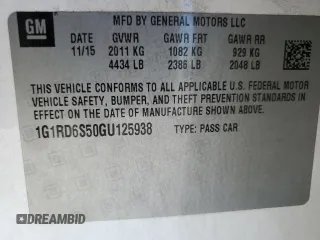 GM
MFD BY GENERAL MOTORS LLC
DATE GVWR GAWR FRT GAWR RR
11/15 2011 KG 1082 KG 929 KG
4434 LB 2386 LB 2048 LB
THIS VEHICLE CONFORMS TO ALL APPLICABLE U.S. FEDERAL MOTOR
VEHICLE SAFETY, BUMPER, AND THEFT PREVENTION STANDARDS IN
EFFECT ON THE DATE OF MANUFACTURE SHOWN ABOVE.
1G1RD6S50GU125938 TYPE: PASS CAR
IDRIVEBID